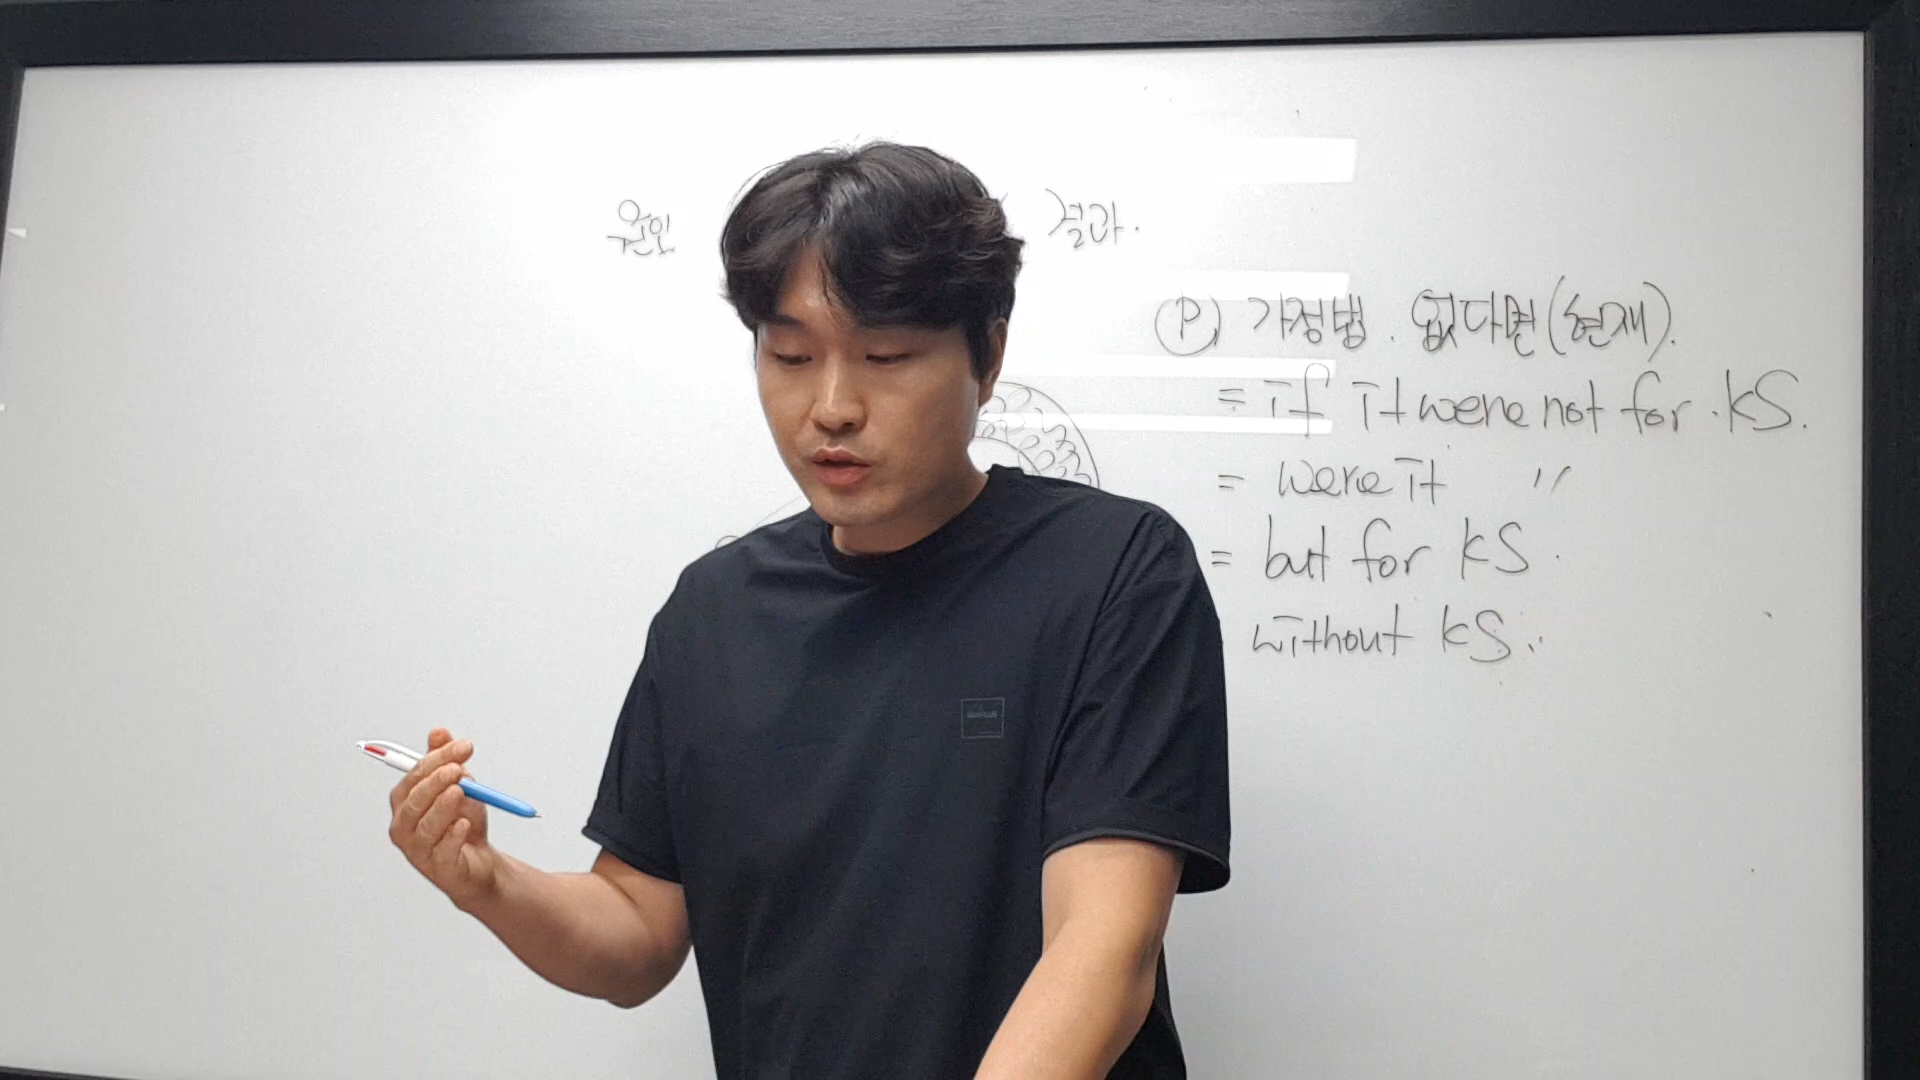 원인 결과.
(P) 가정법. 없다면(현재).
= if it were not for. KS.
= were it 〃
= but for KS.
without KS.